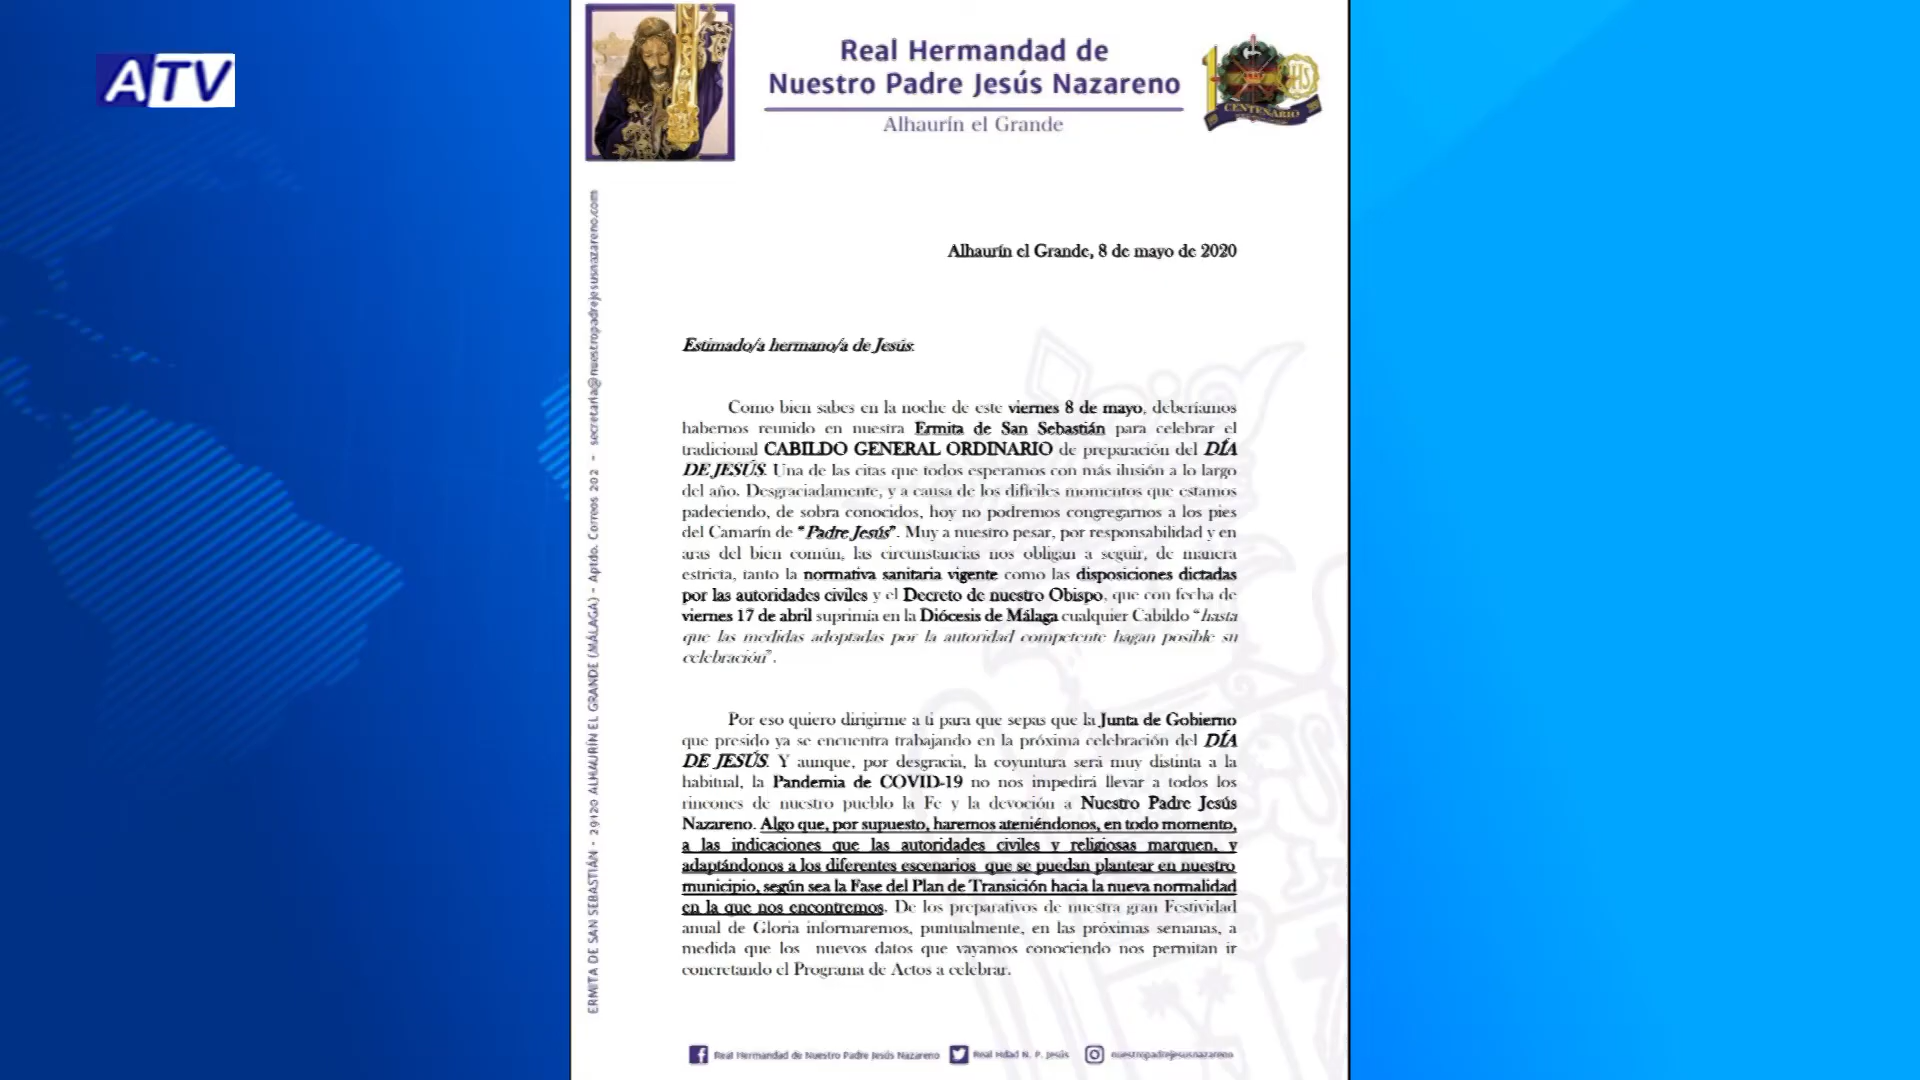 ATV
Real Hermandad de
Nuestro Padre Jesús Nazareno
Alhaurín el Grande
CENTENARIO
Alhaurín el Grande, 8 de mayo de 2020
Estimado/a hermano/a de Jesús:
Como bien sabes en la noche de este viernes 8 de mayo, deberíamos
habernos reunido en nuestra Ermita de San Sebastián para celebrar el
tradicional CABILDO GENERAL ORDINARIO de preparación del DÍA
DE JESÚS. Una de las citas que todos esperamos con más ilusión a lo largo
del año. Desgraciadamente, y a causa de los difíciles momentos que estamos
padeciendo, de sobra conocidos, hoy no podremos congregarnos a los pies
del Camarín de “Padre Jesús”. Muy a nuestro pesar, por responsabilidad y en
aras del bien común, las circunstancias nos obligan a seguir, de manera
estricta, tanto la normativa sanitaria vigente como las disposiciones dictadas
por las autoridades civiles y el Decreto de nuestro Obispo, que con fecha de
viernes 17 de abril suprimía en la Diócesis de Málaga cualquier Cabildo “hasta
que las medidas adoptadas por la autoridad competente hagan posible su
celebración”.
Por eso quiero dirigirme a ti para que sepas que la Junta de Gobierno
que presido ya se encuentra trabajando en la próxima celebración del DÍA
DE JESÚS. Y aunque, por desgracia, la coyuntura será muy distinta a la
habitual, la Pandemia de COVID-19 no nos impedirá llevar a todos los
rincones de nuestro pueblo la Fe y la devoción a Nuestro Padre Jesús
Nazareno. Algo que, por supuesto, haremos ateniéndonos, en todo momento,
a las indicaciones que las autoridades civiles y religiosas marquen, y
adaptándonos a los diferentes escenarios que se puedan plantear en nuestro
municipio, según sea la Fase del Plan de Transición hacia la nueva normalidad
en la que nos encontremos. De los preparativos de nuestra gran Festividad
anual de Gloria informaremos, puntualmente, en las próximas semanas, a
medida que los nuevos datos que vayamos conociendo nos permitan ir
concretando el Programa de Actos a celebrar.
ERMITA DE SAN SEBASTIÁN - 29120 ALHAURÍN EL GRANDE (MÁLAGA) - Aptdo. Correos 202 - secretaria@nuestropadrejesusnazareno.com
Real Hermandad de Nuestro Padre Jesús Nazareno Real Hdad N. P. Jesús nuestropadrejesusnazareno